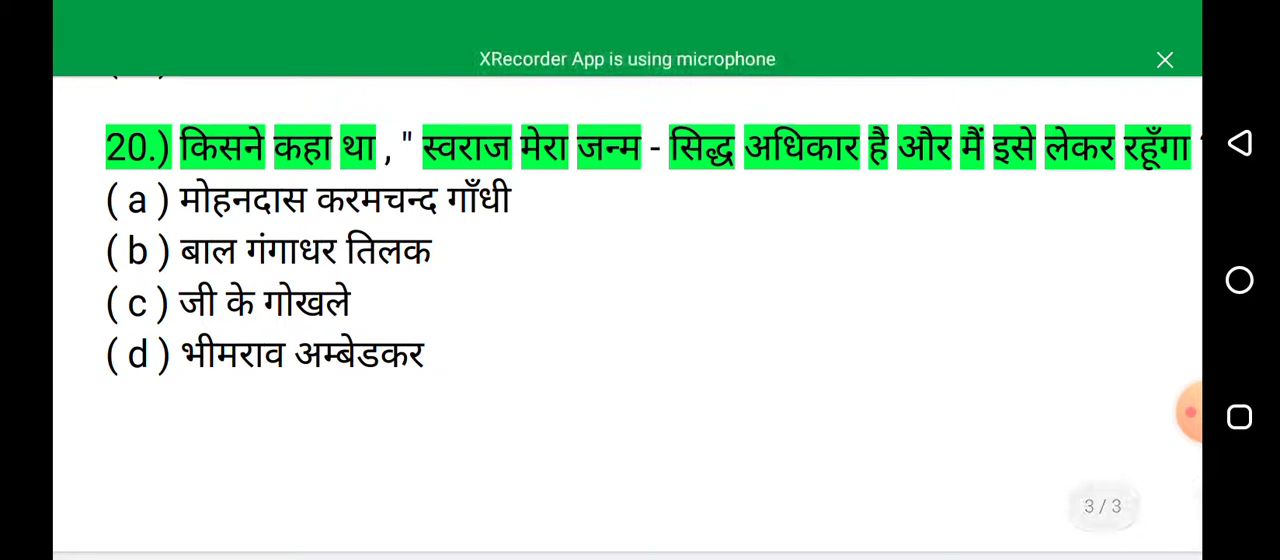 XRecorder App is using microphone
20.) किसने कहा था , " स्वराज मेरा जन्म - सिद्ध अधिकार है और मैं इसे लेकर रहूँगा
( a ) मोहनदास करमचन्द गाँधी
( b ) बाल गंगाधर तिलक
( c ) जी के गोखले
( d ) भीमराव अम्बेडकर
3 / 3